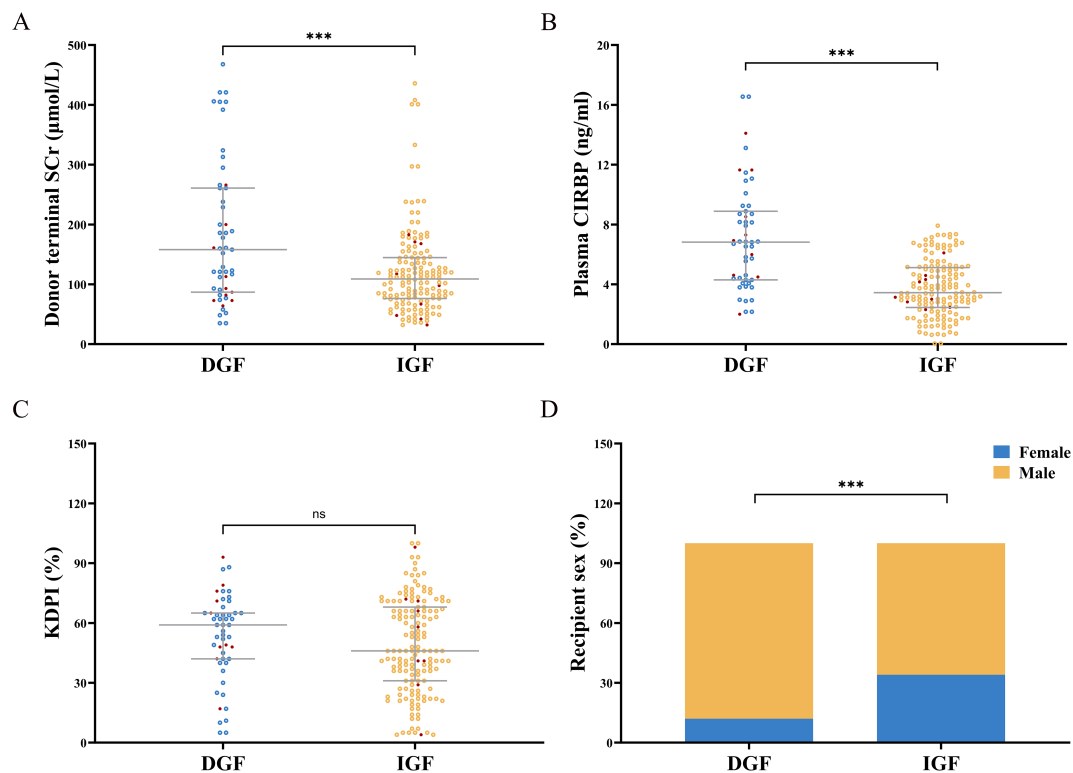 A
Donor terminal SCr (μmol/L)
500
400
300
200
100
0
***
DGF
IGF
B
Plasma CIRBP (ng/ml)
20
16
12
8
4
0
***
DGF
IGF
C
KDPI (%)
150
120
90
60
30
0
ns
DGF
IGF
D
Recipient sex (%)
150
120
90
60
30
0
***
Female
Male
DGF
IGF